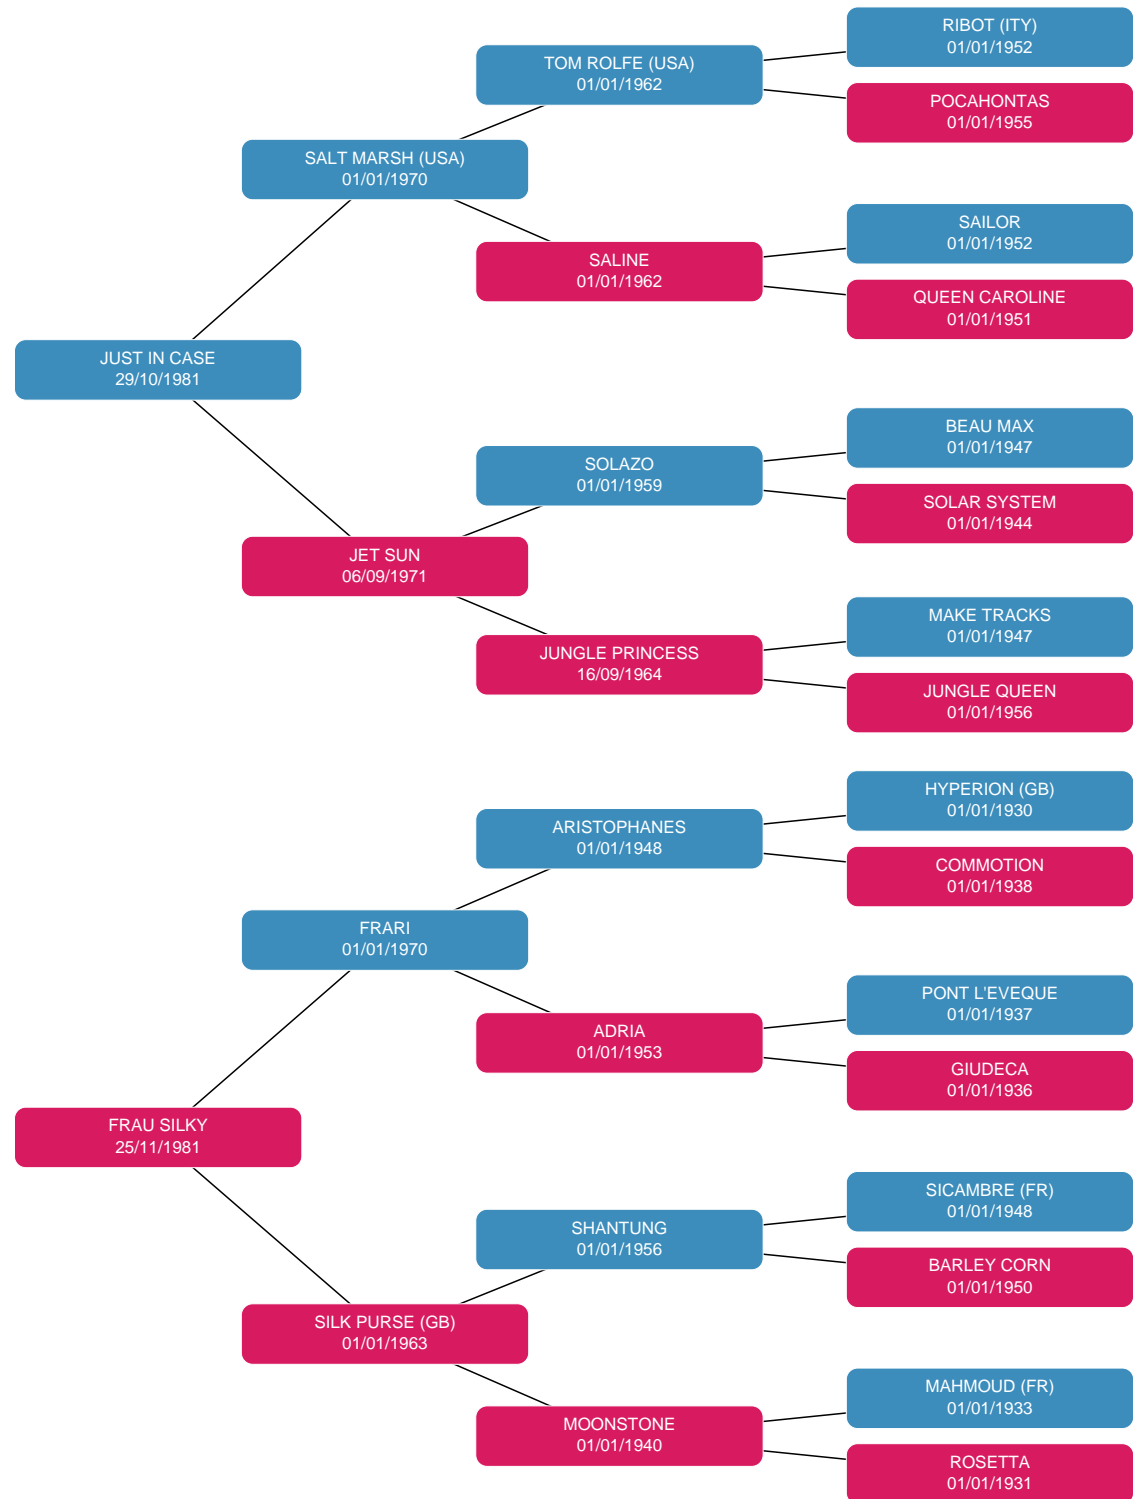 RIBOT (ITY)
01/01/1952
TOM ROLFE (USA)
01/01/1962
POCAHONTAS
01/01/1955
SALT MARSH (USA)
01/01/1970
SAILOR
01/01/1952
SALINE
01/01/1962
QUEEN CAROLINE
01/01/1951
JUST IN CASE
29/10/1981
BEAU MAX
01/01/1947
SOLAZO
01/01/1959
SOLAR SYSTEM
01/01/1944
JET SUN
06/09/1971
MAKE TRACKS
01/01/1947
JUNGLE PRINCESS
16/09/1964
JUNGLE QUEEN
01/01/1956
HYPERION (GB)
01/01/1930
ARISTOPHANES
01/01/1948
COMMOTION
01/01/1938
FRARI
01/01/1970
PONT L'EVEQUE
01/01/1937
ADRIA
01/01/1953
GIUDECA
01/01/1936
FRAU SILKY
25/11/1981
SICAMBRE (FR)
01/01/1948
SHANTUNG
01/01/1956
BARLEY CORN
01/01/1950
SILK PURSE (GB)
01/01/1963
MAHMOUD (FR)
01/01/1933
MOONSTONE
01/01/1940
ROSETTA
01/01/1931